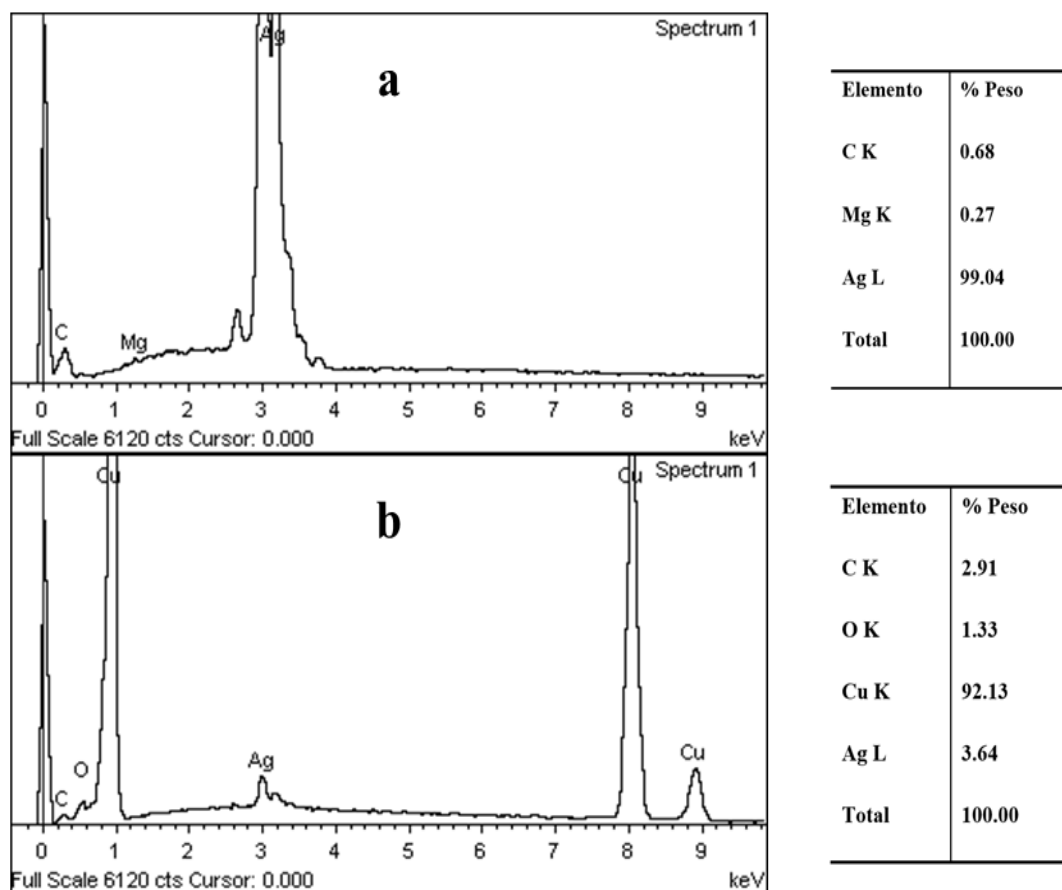 Spectrum 1
Ag
a
C
Mg
0 1 2 3 4 5 6 7 8 9
Full Scale 6120 cts Cursor: 0.000 keV
Elemento % Peso
C K 0.68
Mg K 0.27
Ag L 99.04
Total 100.00
Spectrum 1
Cu Cu
b
Ag
O
C
Cu
0 1 2 3 4 5 6 7 8 9
Full Scale 6120 cts Cursor: 0.000 keV
Elemento % Peso
C K 2.91
O K 1.33
Cu K 92.13
Ag L 3.64
Total 100.00